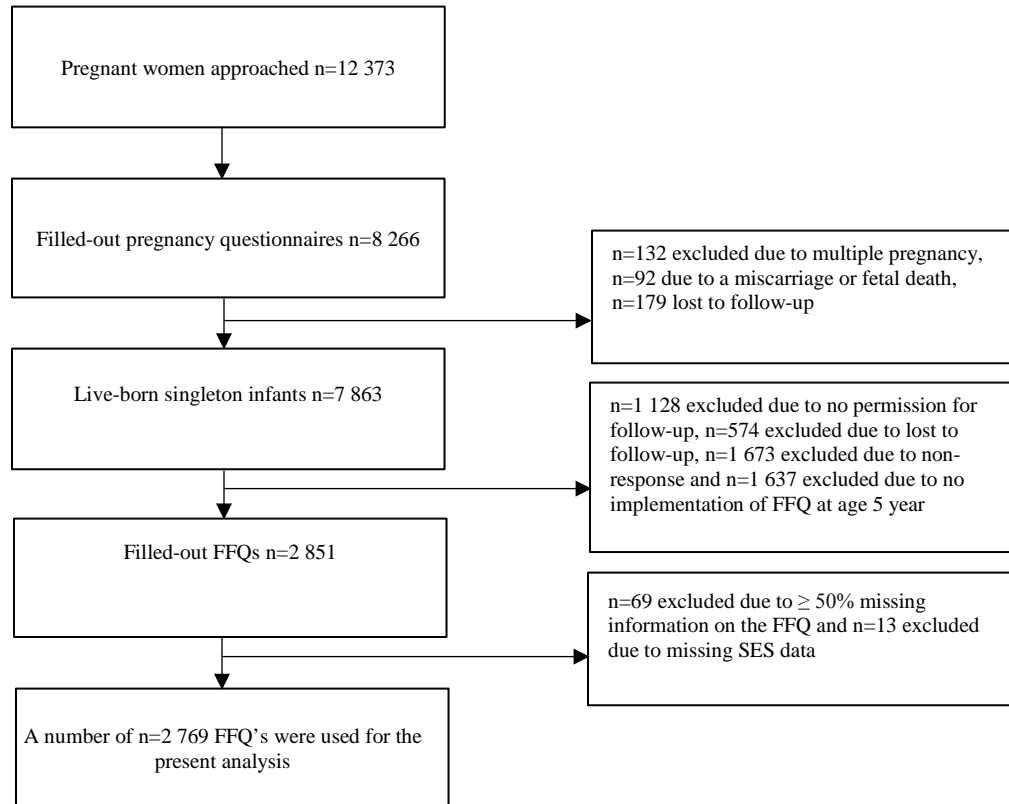 Pregnant women approached n=12 373
Filled-out pregnancy questionnaires n=8 266
n=132 excluded due to multiple pregnancy,
n=92 due to a miscarriage or fetal death,
n=179 lost to follow-up
Live-born singleton infants n=7 863
n=1 128 excluded due to no permission for
follow-up, n=574 excluded due to lost to
follow-up, n=1 673 excluded due to non-
response and n=1 637 excluded due to no
implementation of FFQ at age 5 year
Filled-out FFQs n=2 851
n=69 excluded due to ≥ 50% missing
information on the FFQ and n=13 excluded
due to missing SES data
A number of n=2 769 FFQ’s were used for the
present analysis